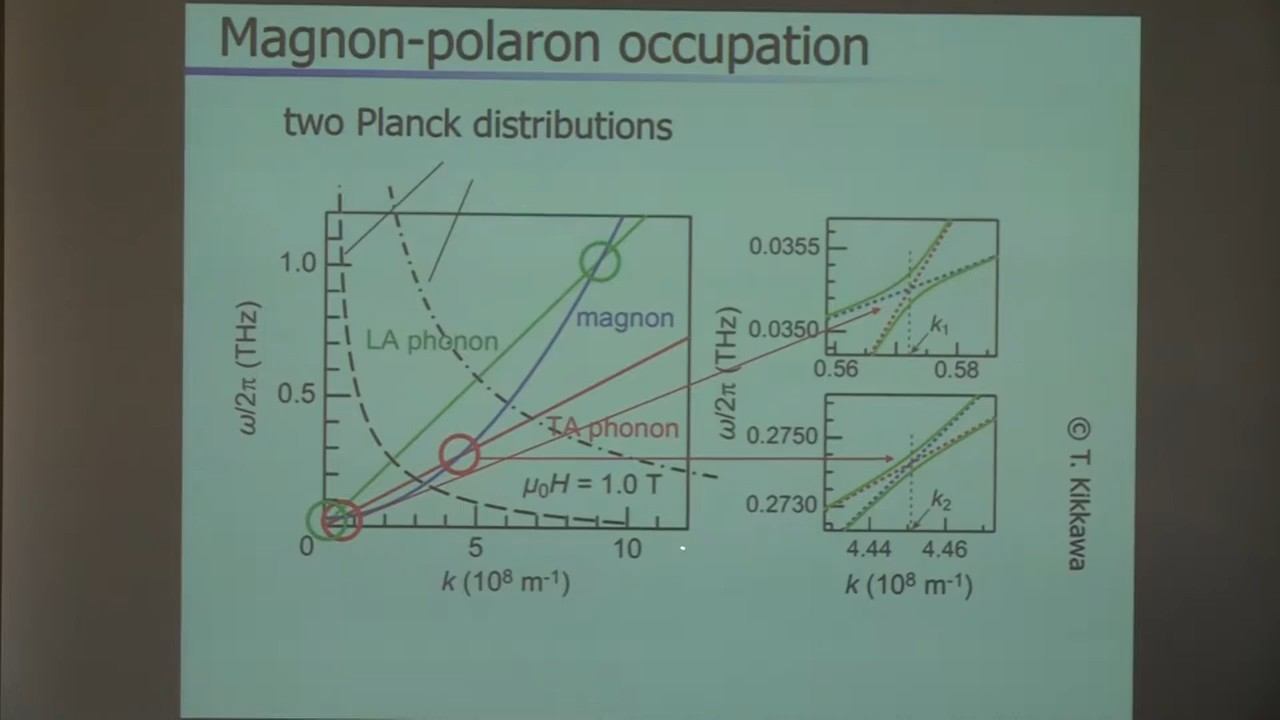 Magnon-polaron occupation
two Planck distributions
ω/2π (THz)
1.0
0.5
0
5
10
k (10⁸ m⁻¹)
LA phonon
magnon
TA phonon
μ₀H = 1.0 T
ω/2π (THz)
0.0355
0.0350
k₁
0.56
0.58
0.2750
0.2730
k₂
4.44
4.46
k (10⁸ m⁻¹)
© T. Kikkawa